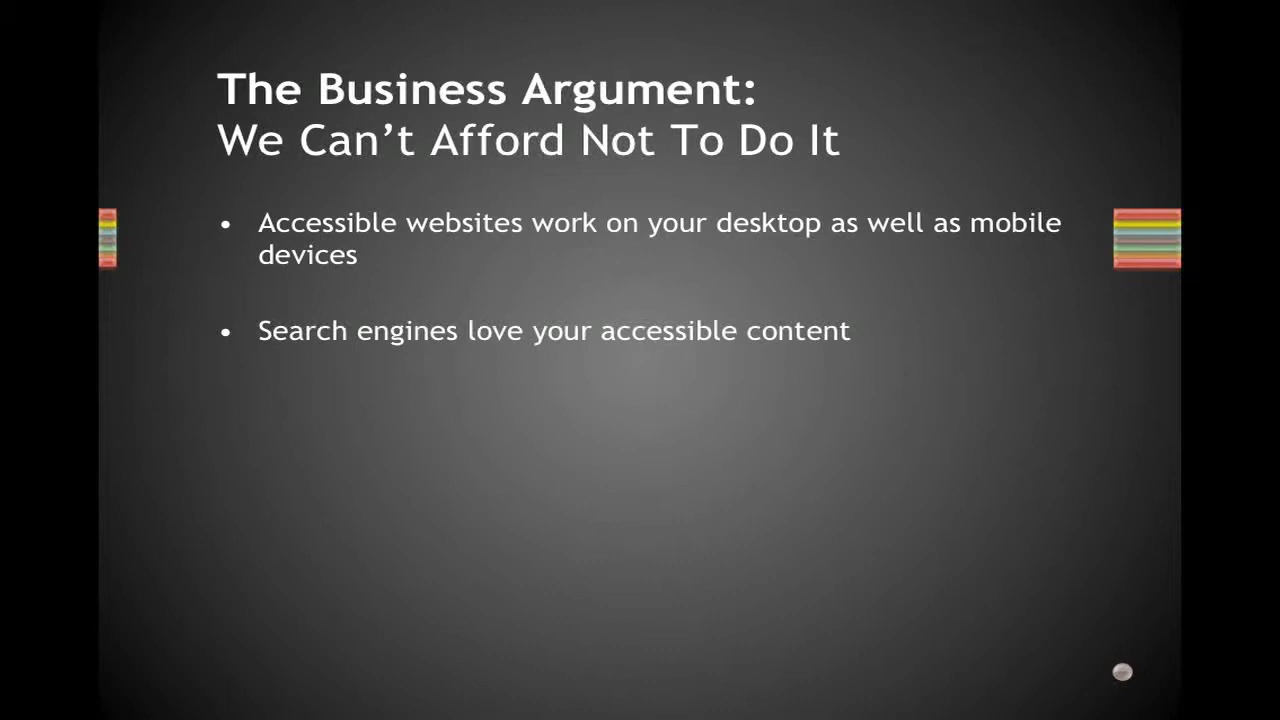 The Business Argument:
We Can’t Afford Not To Do It
• Accessible websites work on your desktop as well as mobile
devices
• Search engines love your accessible content